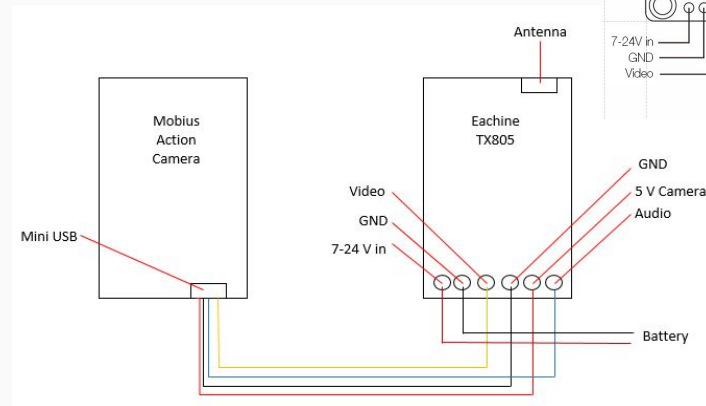 Antenna
7-24V in
GND
Video
Mobius
Action
Camera
Eachine
TX805
GND
5 V Camera
Audio
Video
GND
7-24 V in
Mini USB
Battery